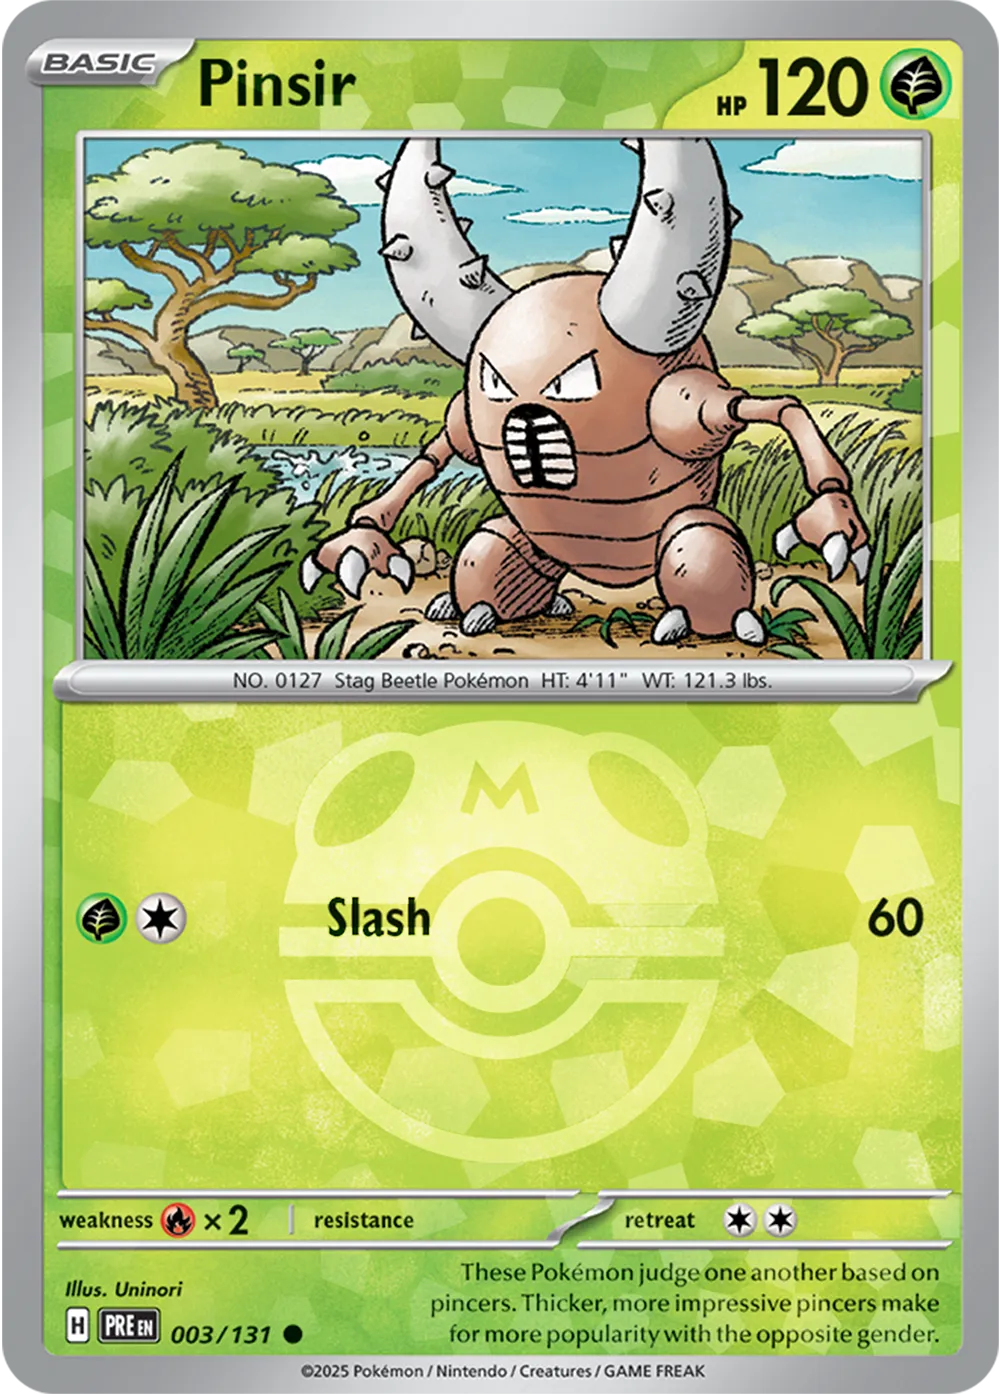 BASIC Pinsir HP 120
NO. 0127 Stag Beetle Pokémon HT: 4'11" WT: 121.3 lbs.
M
Slash 60
weakness ×2 resistance retreat
Illus. Uninori
These Pokémon judge one another based on
pincers. Thicker, more impressive pincers make
for more popularity with the opposite gender.
H PRE EN 003/131
©2025 Pokémon / Nintendo / Creatures / GAME FREAK